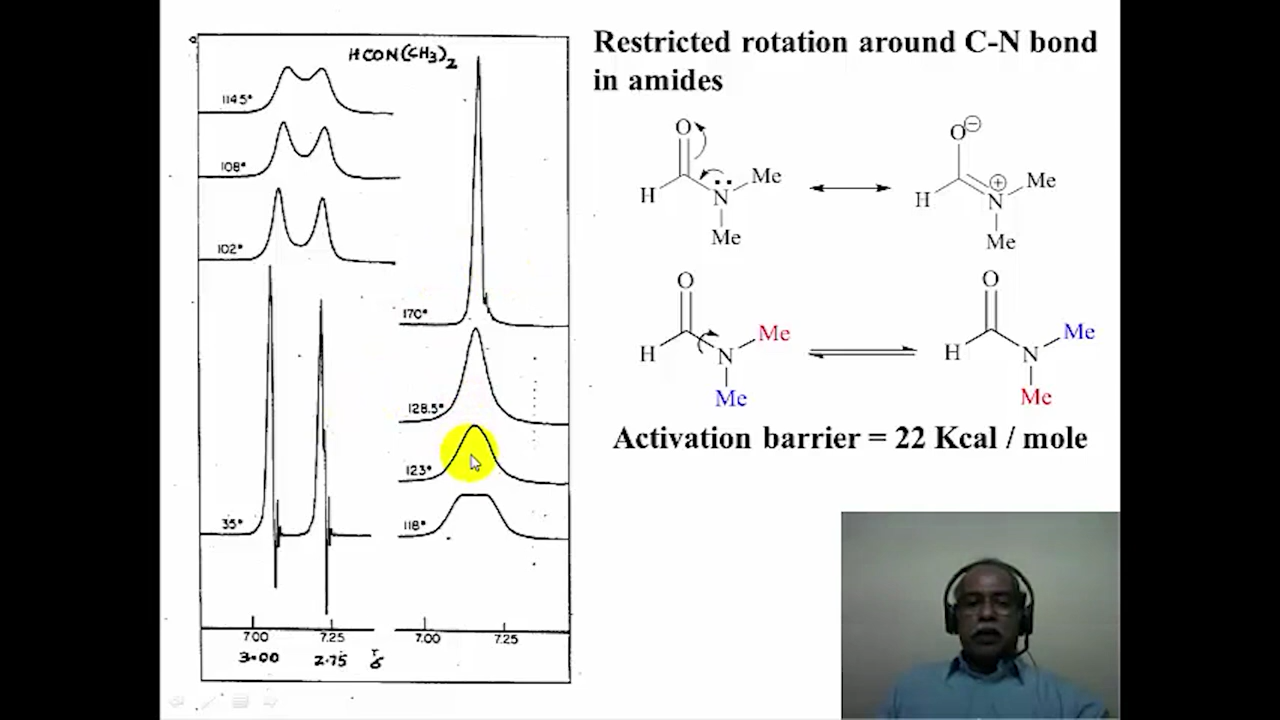 Restricted rotation around C-N bond
in amides
HCON(CH3)2
114.5°
108°
102°
35°
170°
128.5°
123°
118°
7.00 7.25 7.00 7.25
3.00 2.75 δ
O
H
N
Me
Me
O⊖
H
N
⊕
Me
Me
O
H
N
Me
Me
O
H
N
Me
Me
Activation barrier = 22 Kcal / mole